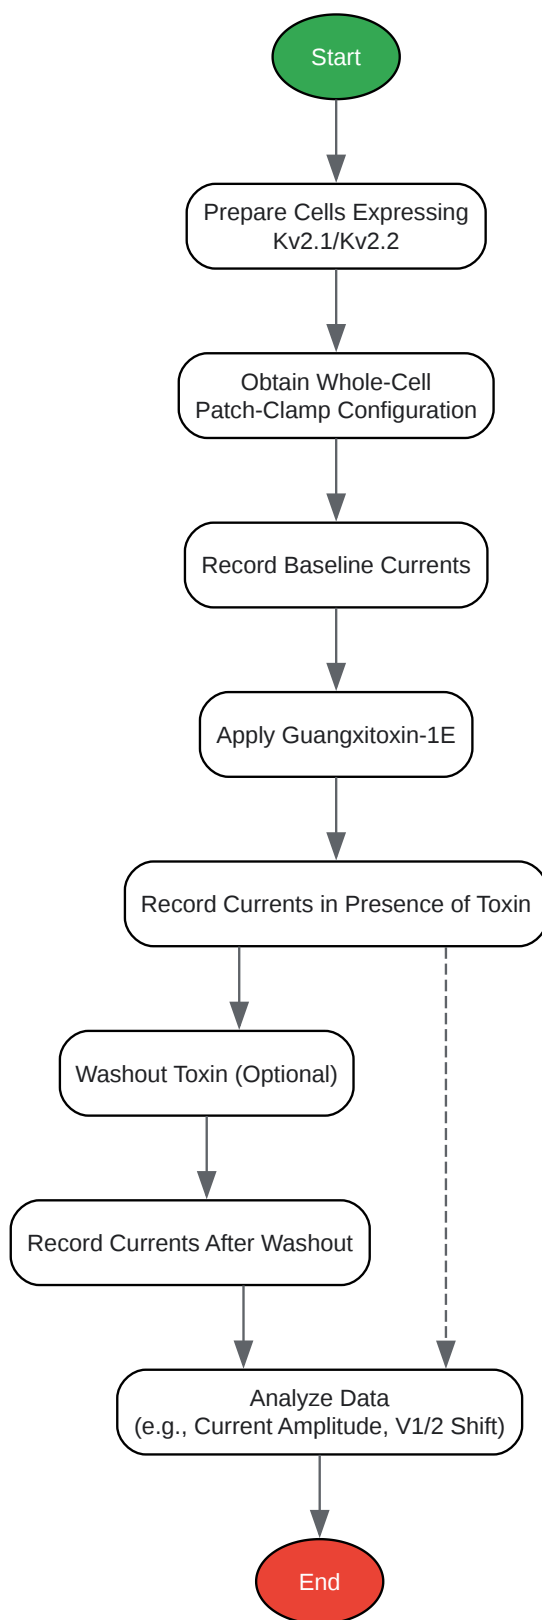 Start
Prepare Cells Expressing
Kv2.1/Kv2.2
Obtain Whole-Cell
Patch-Clamp Configuration
Record Baseline Currents
Apply Guangxitoxin-1E
Record Currents in Presence of Toxin
Washout Toxin (Optional)
Record Currents After Washout
Analyze Data
(e.g., Current Amplitude, V1/2 Shift)
End